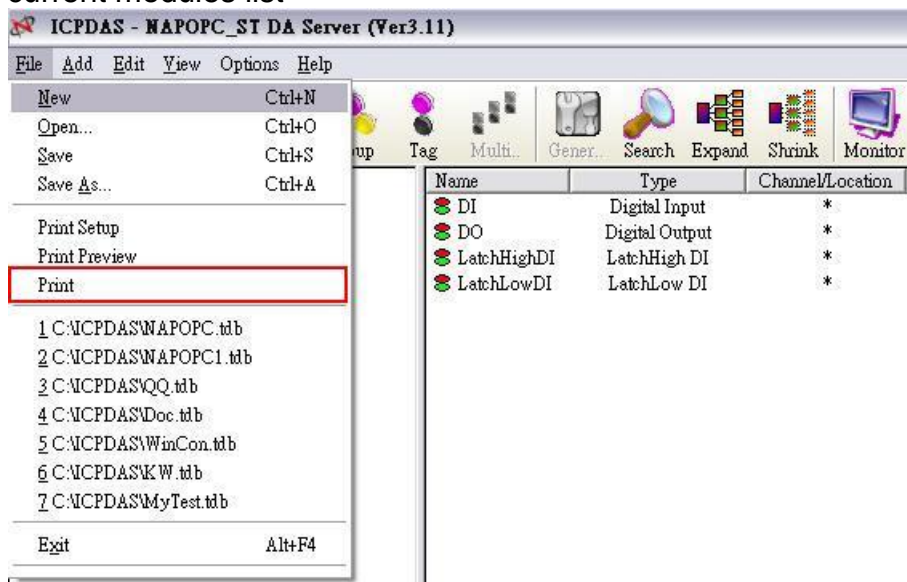 current modules list
ICPDAS - NAPOPC_ST DA Server (Ver3.11)
File Add Edit View Options Help
New Ctrl+N
Open... Ctrl+O
Save Ctrl+S
Save As... Ctrl+A
Print Setup
Print Preview
Print
1 C:\ICPDAS\NAPOPC.tdb
2 C:\ICPDAS\NAPOPC1.tdb
3 C:\ICPDAS\QQ.tdb
4 C:\ICPDAS\Doc.tdb
5 C:\ICPDAS\WinCon.tdb
6 C:\ICPDAS\KW.tdb
7 C:\ICPDAS\MyTest.tdb
Exit Alt+F4
up Tag Multi.. Gener.. Search Expand Shrink Monitor
Name Type Channel/Location
DI Digital Input *
DO Digital Output *
LatchHighDI LatchHigh DI *
LatchLowDI LatchLow DI *